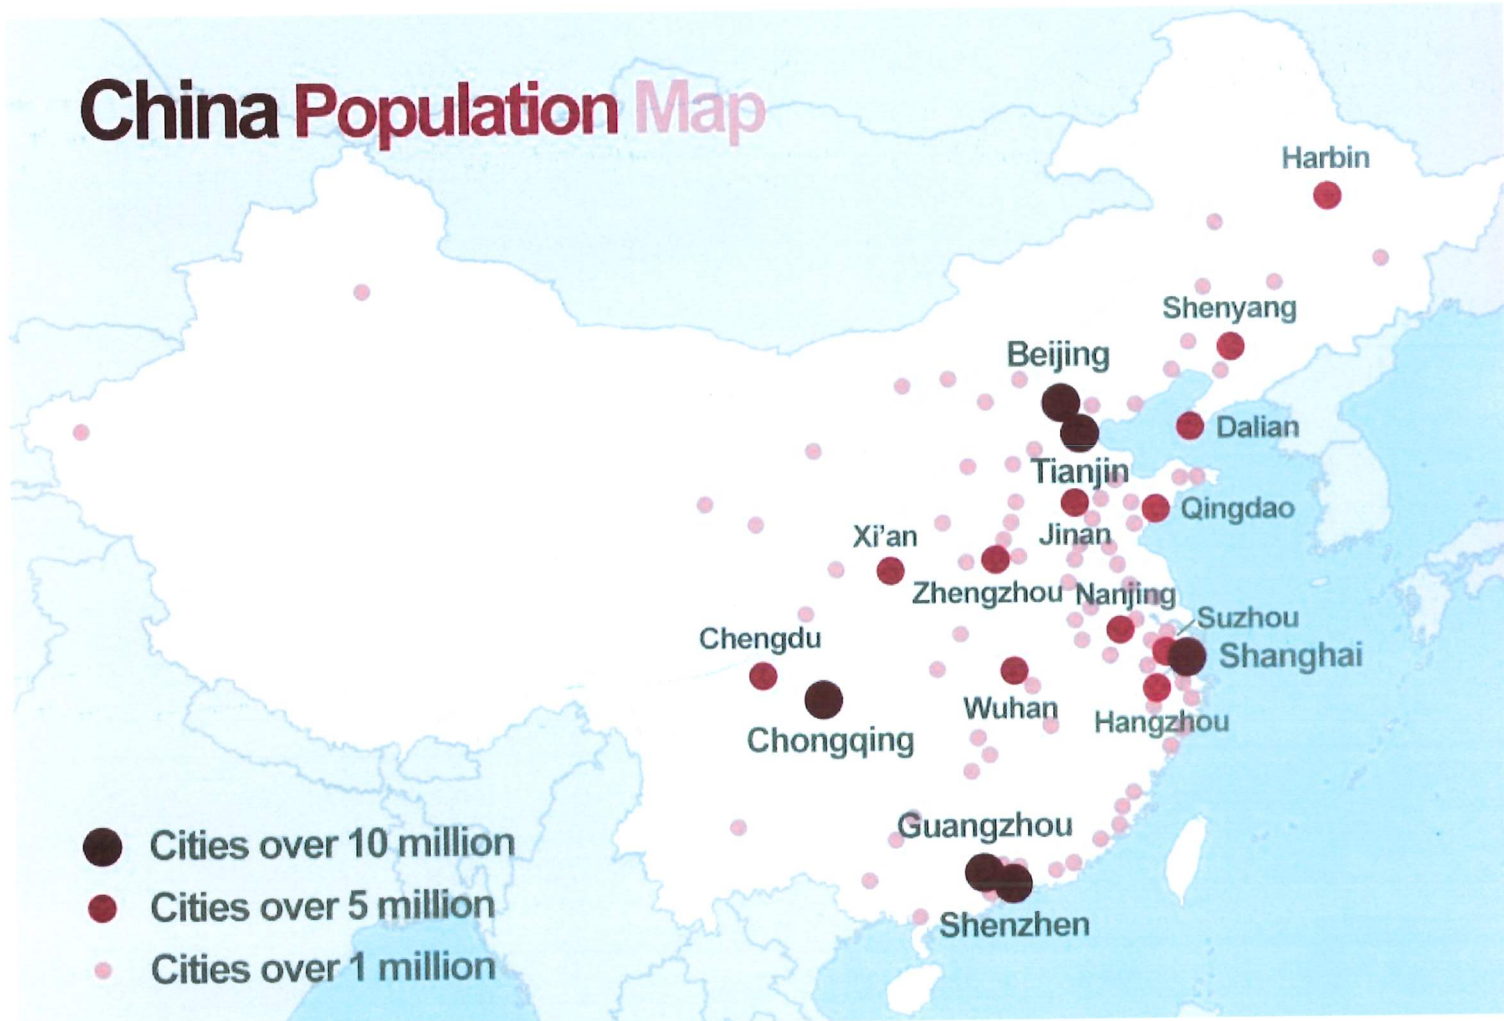 China Population Map
Harbin
Shenyang
Beijing
Dalian
Tianjin
Qingdao
Xi'an
Jinan
Zhengzhou
Nanjing
Suzhou
Chengdu
Shanghai
Wuhan
Hangzhou
Chongqing
Guangzhou
Shenzhen
Cities over 10 million
Cities over 5 million
Cities over 1 million